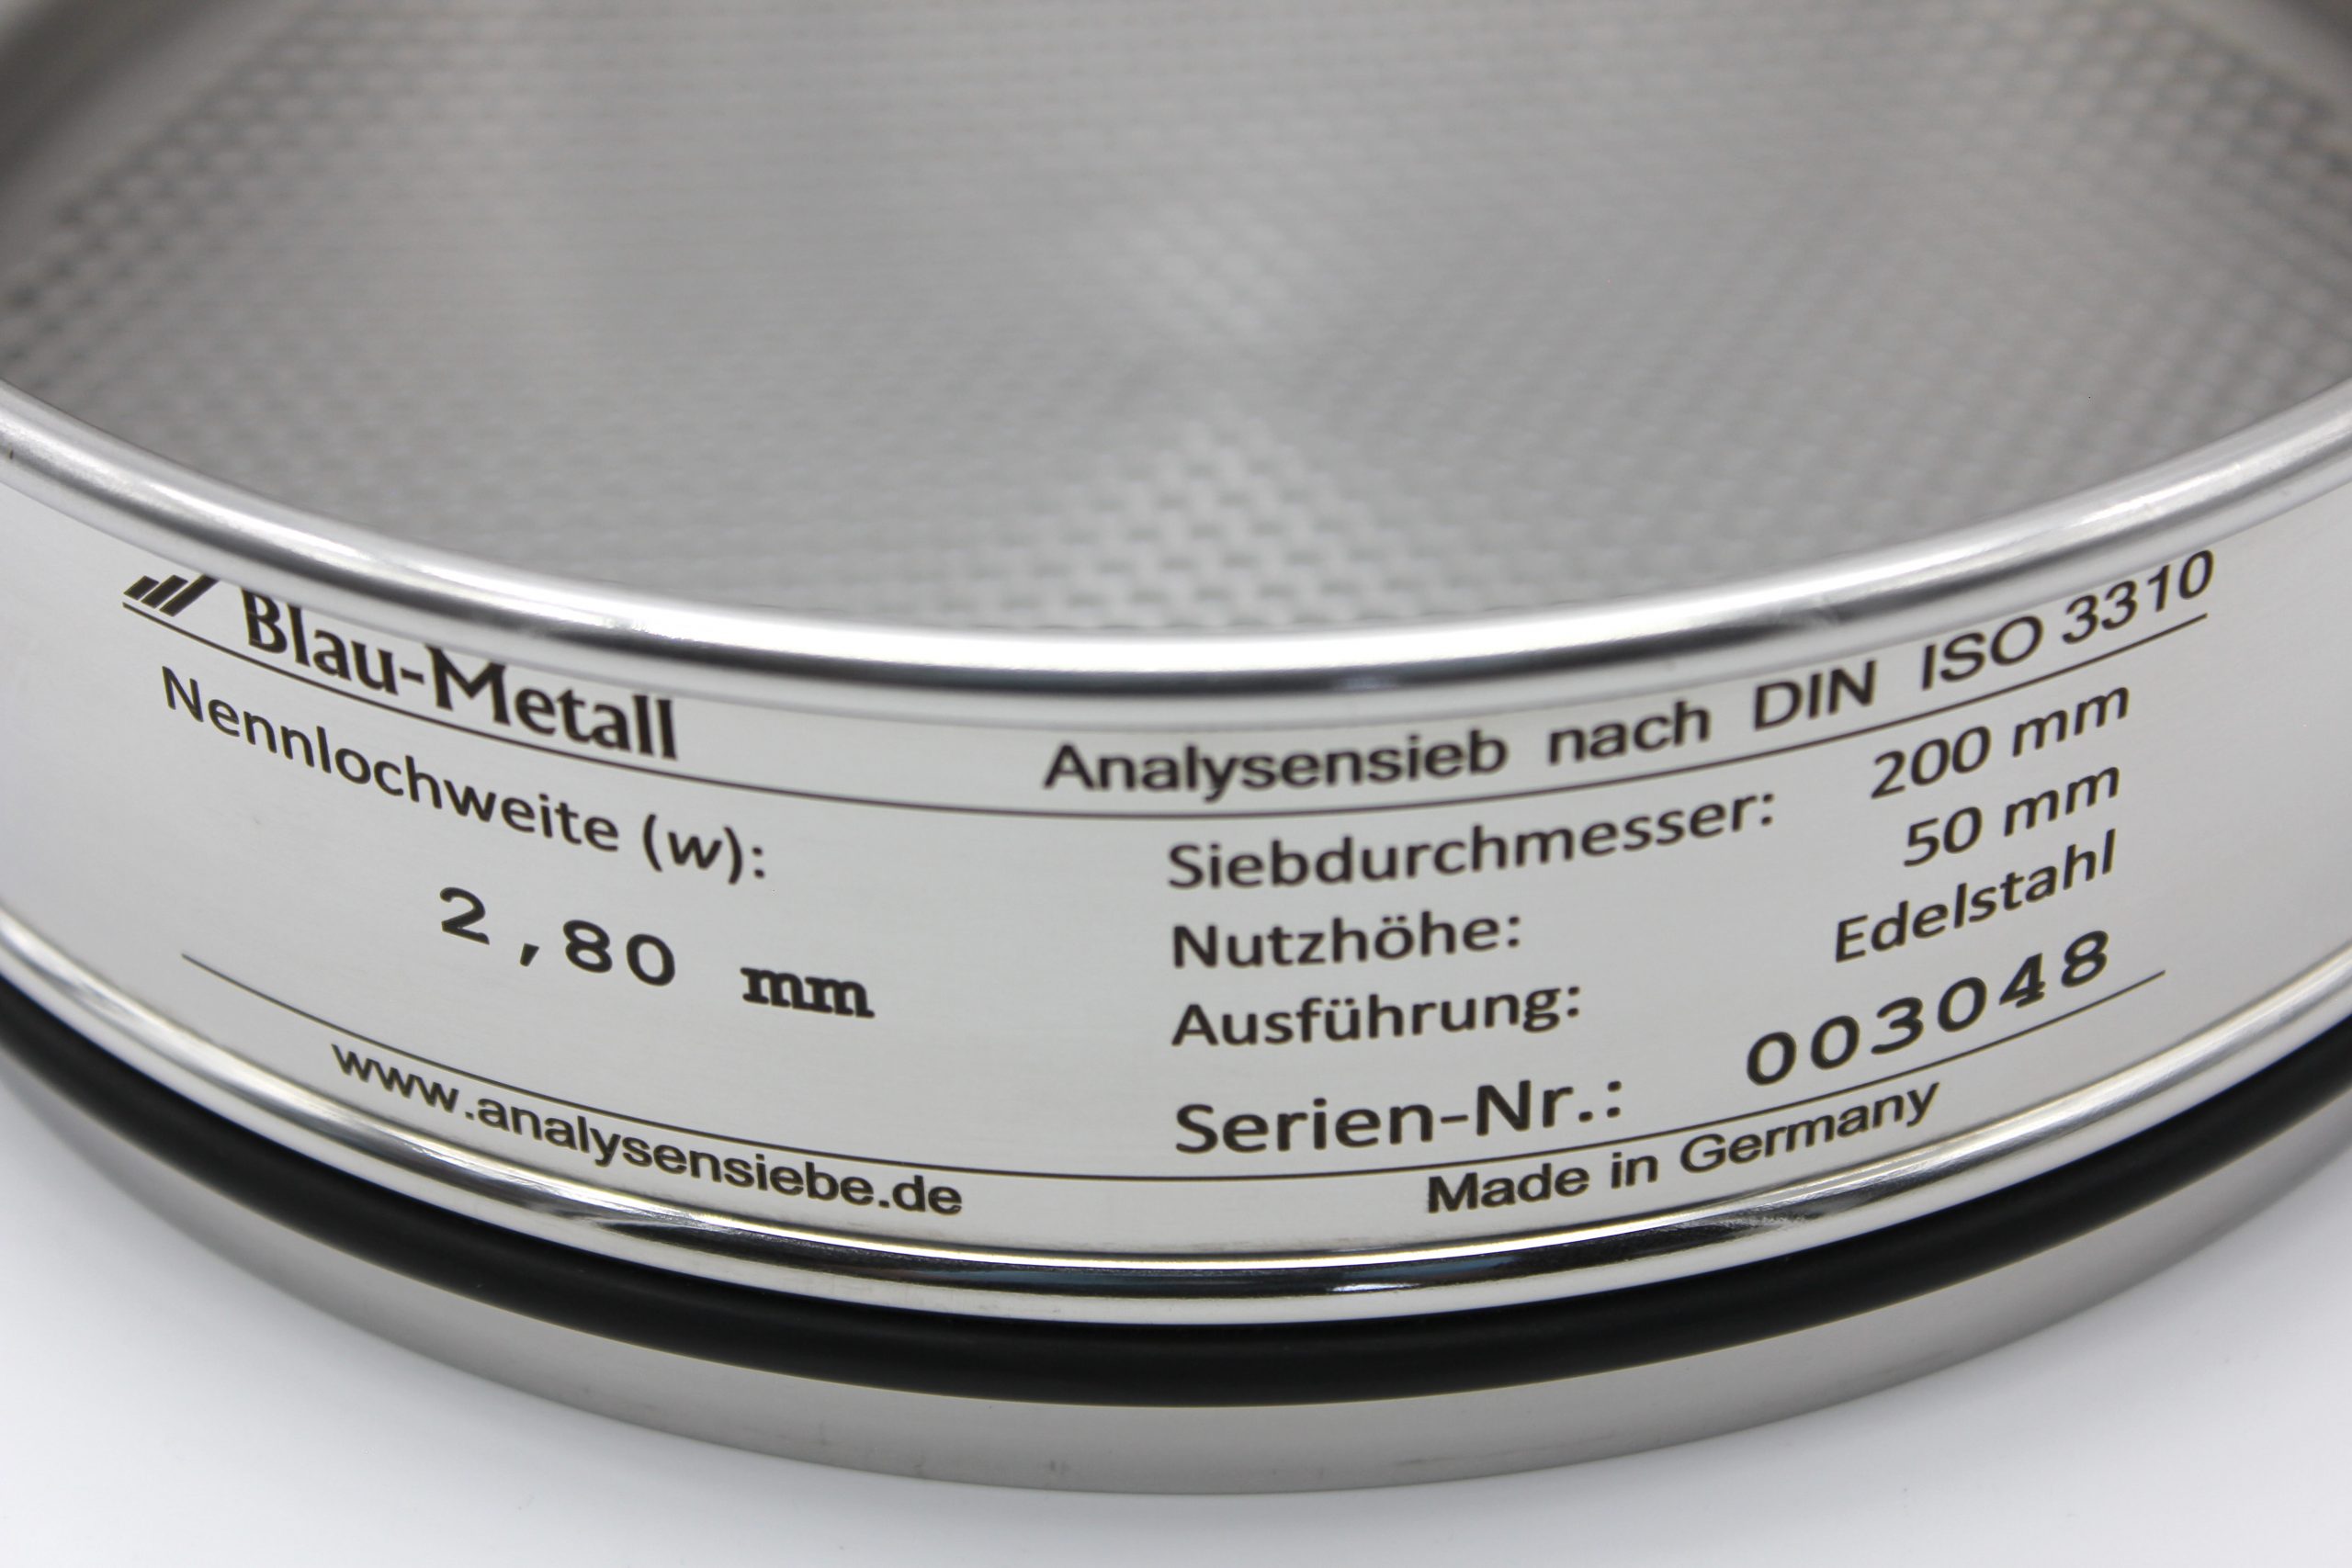 Blau-Metall
Analysensieb nach DIN ISO 3310
Nennlochweite (w):
2,80 mm
Siebdurchmesser: 200 mm
Nutzhöhe: 50 mm
Ausführung: Edelstahl
Serien-Nr.: 003048
www.analysensiebe.de
Made in Germany